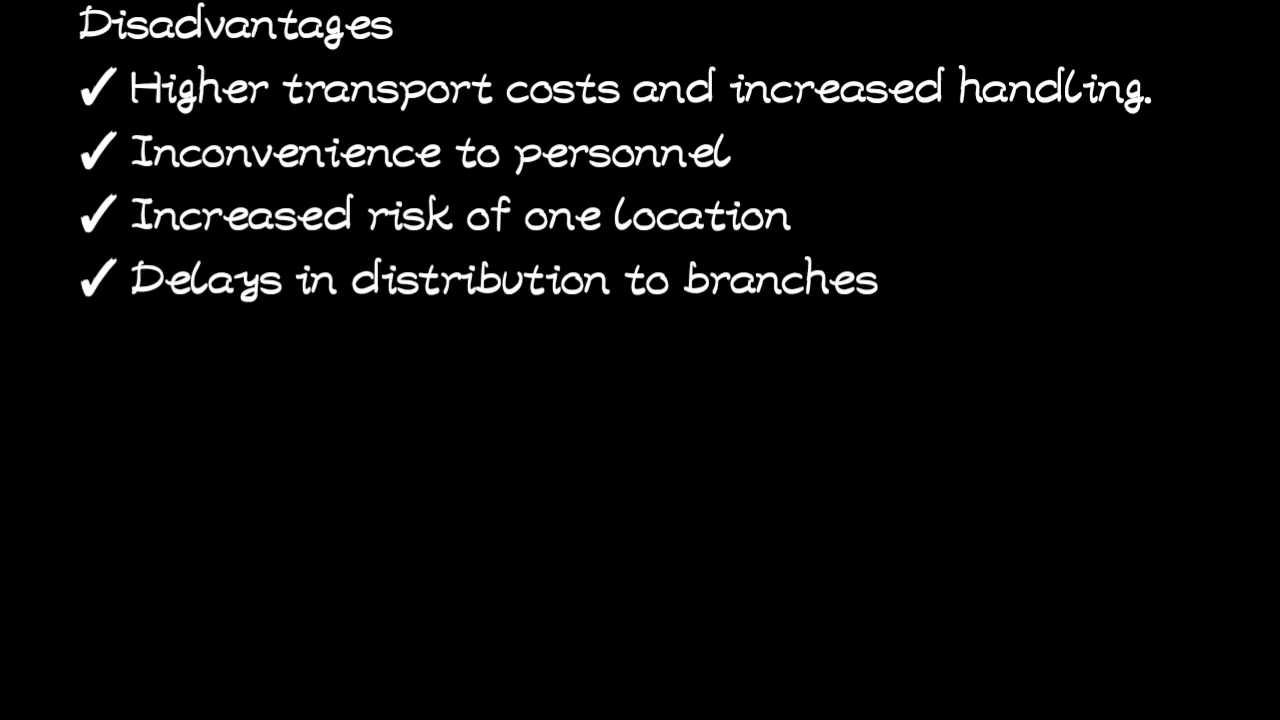 Disadvantages
✓ Higher transport costs and increased handling.
✓ Inconvenience to personnel
✓ Increased risk of one location
✓ Delays in distribution to branches